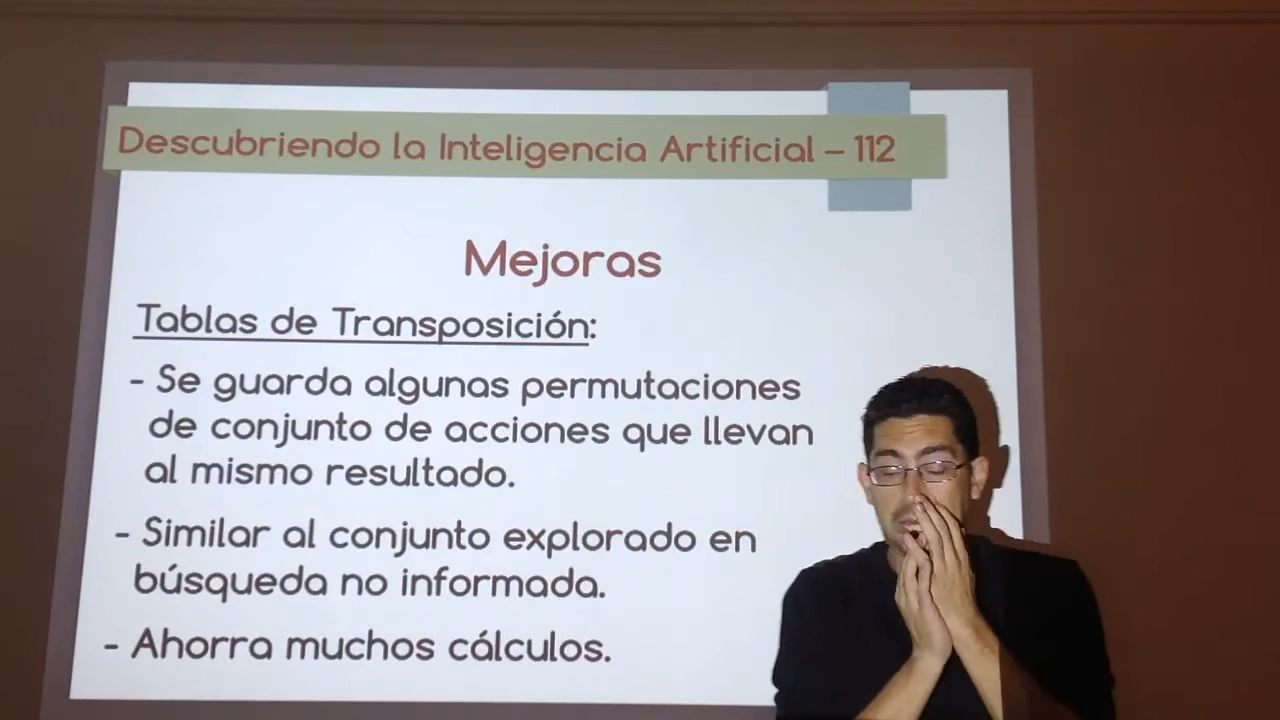 Descubriendo la Inteligencia Artificial – 112
Mejoras
Tablas de Transposición:
- Se guarda algunas permutaciones
de conjunto de acciones que llevan
al mismo resultado.
- Similar al conjunto explorado en
búsqueda no informada.
- Ahorra muchos cálculos.